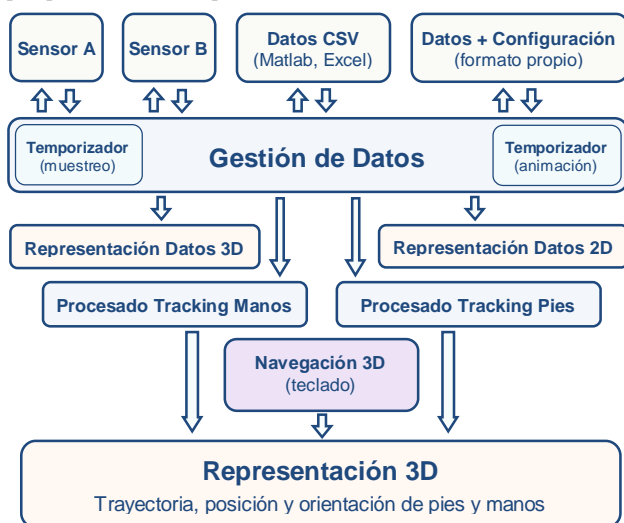 Sensor A
Sensor B
Datos CSV
(Matlab, Excel)
Datos + Configuración
(formato propio)
Temporizador
(muestreo)
Gestión de Datos
Temporizador
(animación)
Representación Datos 3D
Representación Datos 2D
Procesado Tracking Manos
Procesado Tracking Pies
Navegación 3D
(teclado)
Representación 3D
Trayectoria, posición y orientación de pies y manos